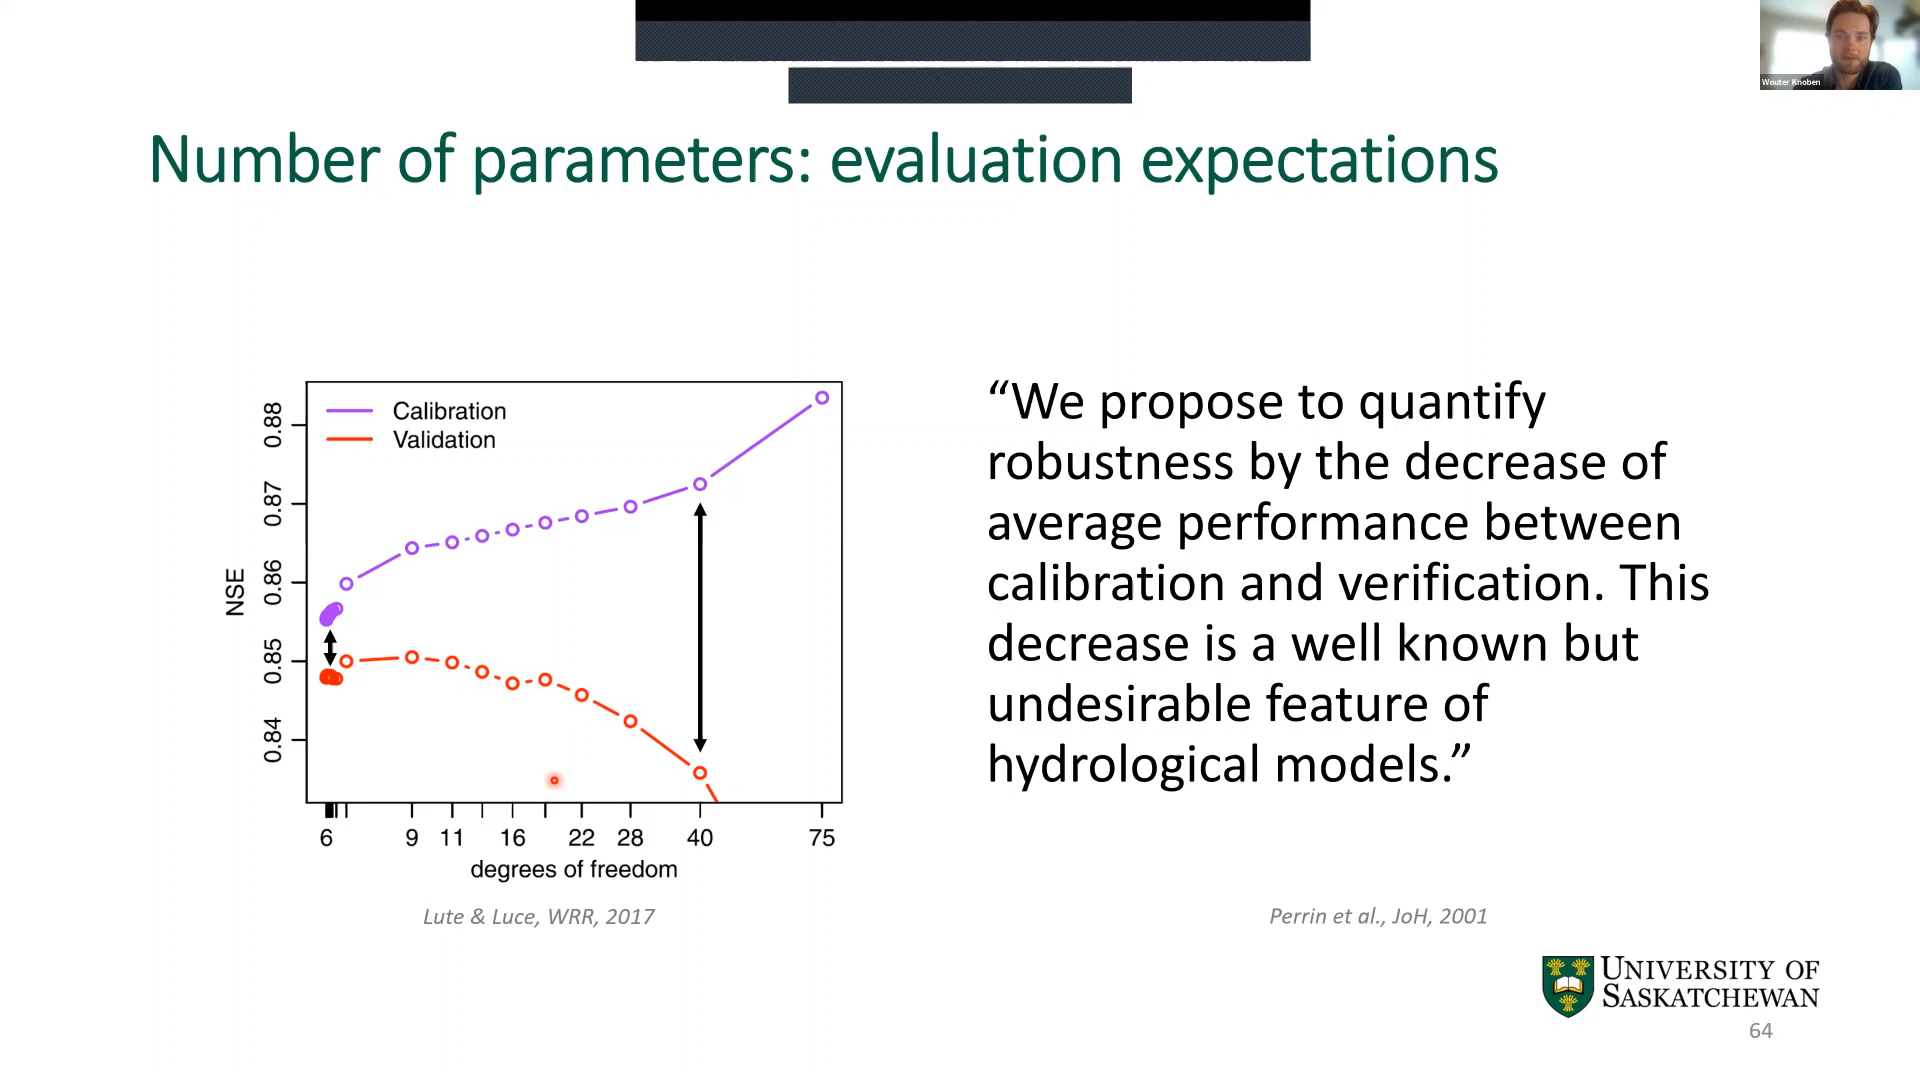 Wouter Knoben
Number of parameters: evaluation expectations
Calibration
Validation
NSE
0.88
0.87
0.86
0.85
0.84
6 9 11 16 22 28 40 75
degrees of freedom
Lute & Luce, WRR, 2017
“We propose to quantify
robustness by the decrease of
average performance between
calibration and verification. This
decrease is a well known but
undesirable feature of
hydrological models.”
Perrin et al., JoH, 2001
UNIVERSITY OF
SASKATCHEWAN
64